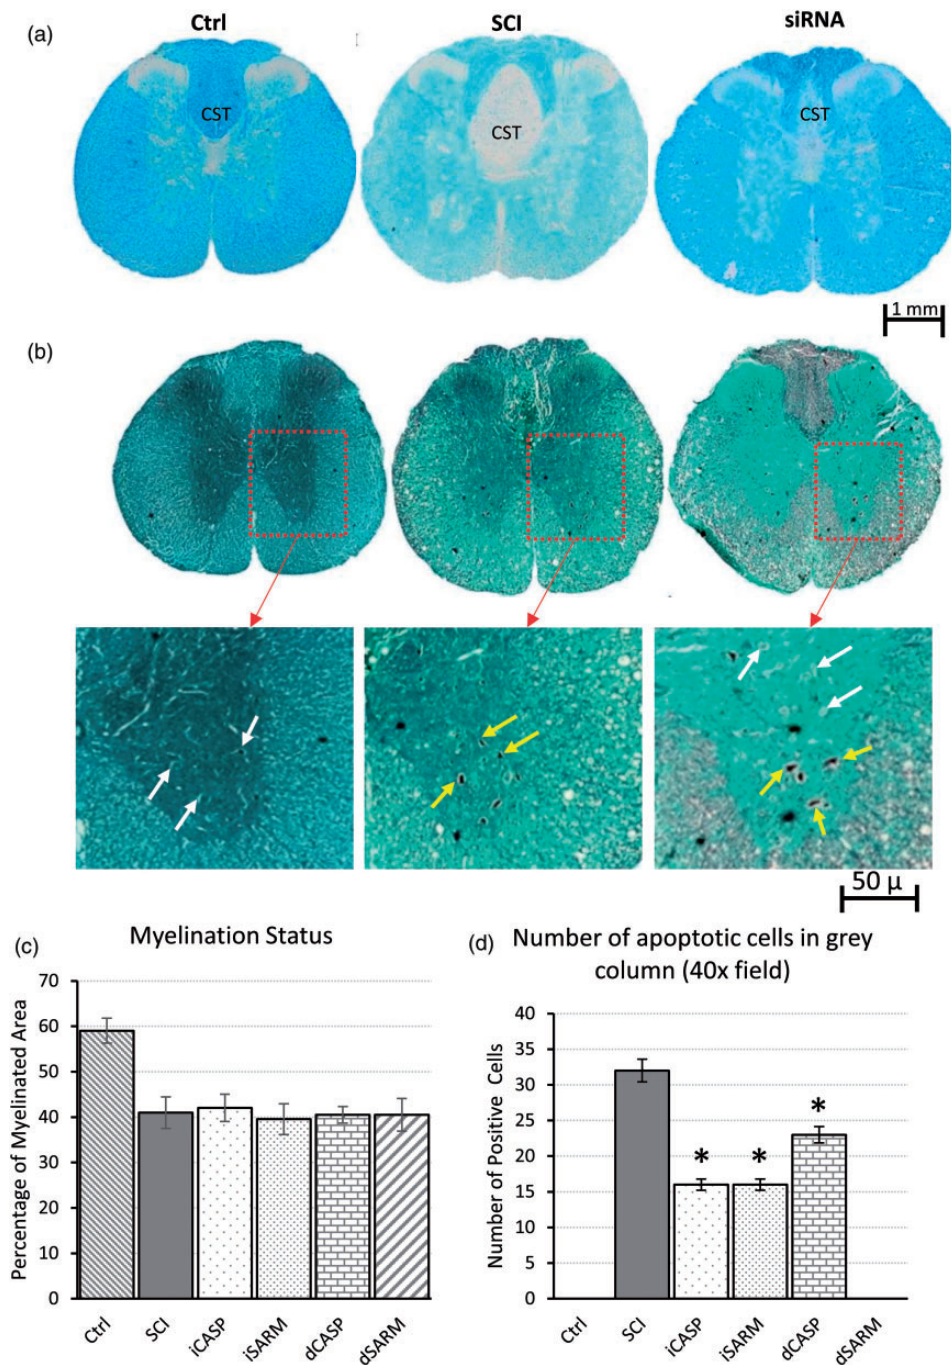 (a)
Ctrl
SCI
siRNA
CST
CST
CST
1 mm
(b)
50 μ
(c)
Myelination Status
Percentage of Myelinated Area
70
60
50
40
30
20
10
0
Ctrl
SCI
iCASP
iSARM
dCASP
dSARM
(d)
Number of apoptotic cells in grey
column (40x field)
Number of Positive Cells
40
35
30
25
20
15
10
5
0
*
*
*
Ctrl
SCI
iCASP
iSARM
dCASP
dSARM